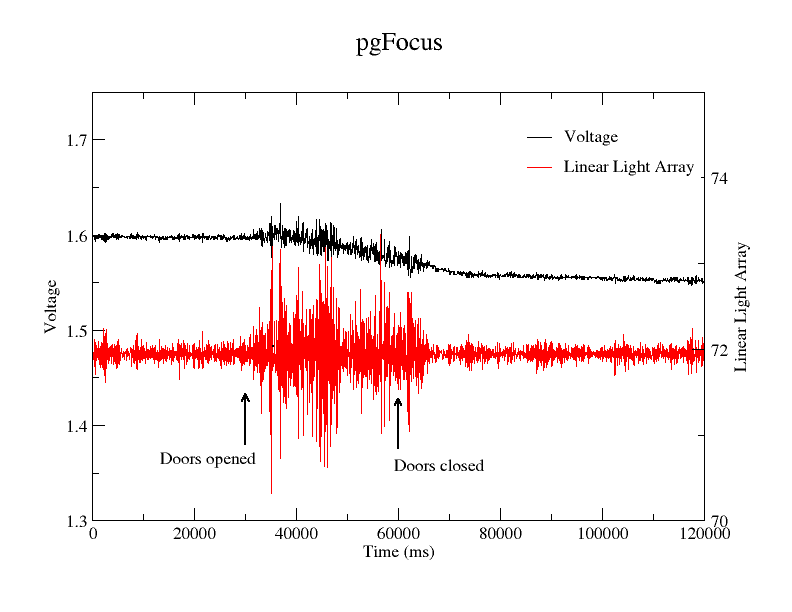 pgFocus
Voltage
Linear Light Array
1.7
1.6
1.5
1.4
1.3
Voltage
74
72
70
Linear Light Array
Doors opened
Doors closed
0 20000 40000 60000 80000 100000 120000
Time (ms)